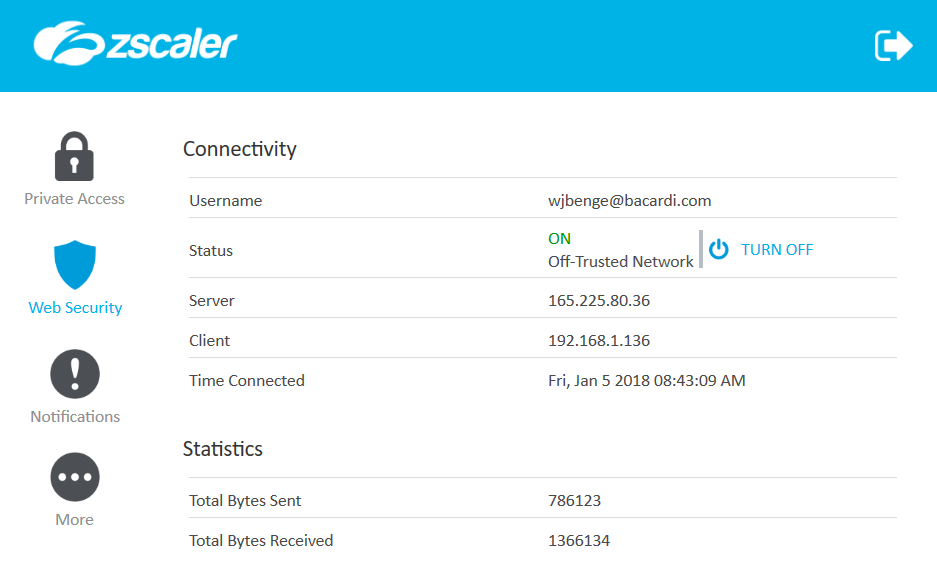 zscaler
Connectivity
Private Access
Username wjbenge@bacardi.com
Status ON
Off-Trusted Network TURN OFF
Web Security
Server 165.225.80.36
Client 192.168.1.136
Time Connected Fri, Jan 5 2018 08:43:09 AM
Notifications
Statistics
Total Bytes Sent 786123
More
Total Bytes Received 1366134